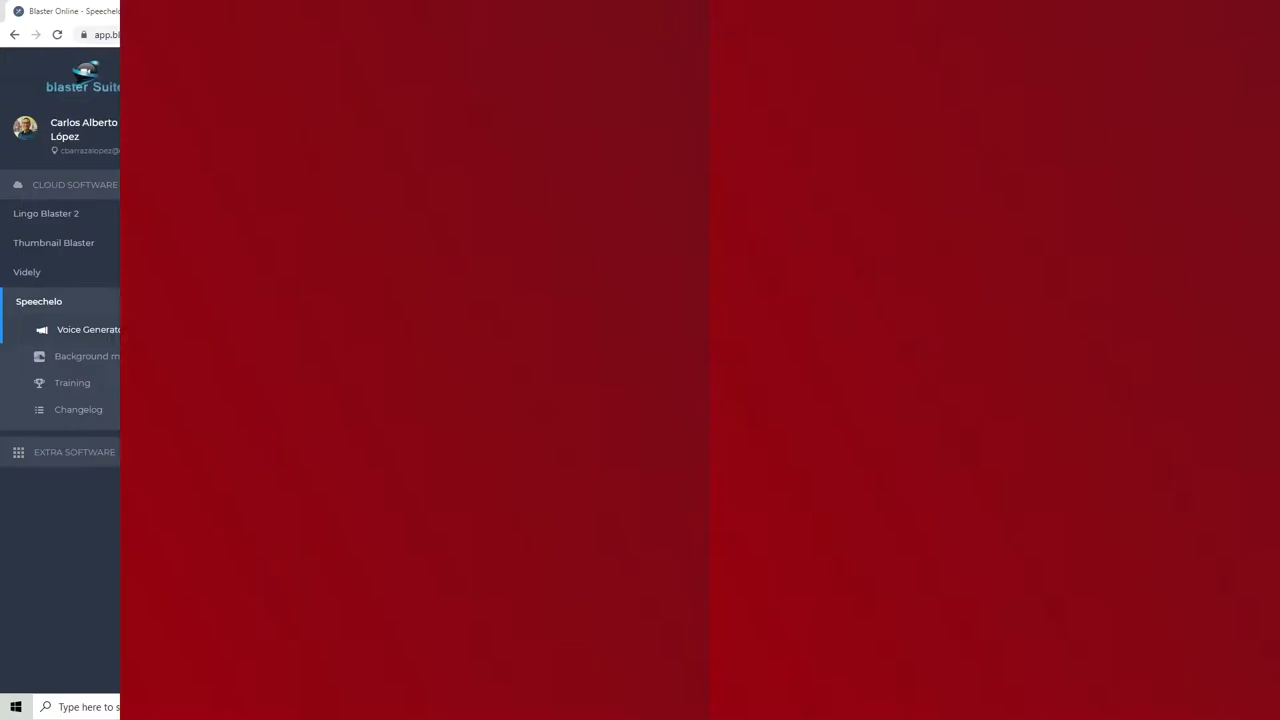 Blaster Online - Speechelo
app.bl
blaster Suite
Carlos Alberto
López
cbarrazalopez@
CLOUD SOFTWARE
Lingo Blaster 2
Thumbnail Blaster
Videly
Speechelo
Voice Generato
Background m
Training
Changelog
EXTRA SOFTWARE
Type here to s